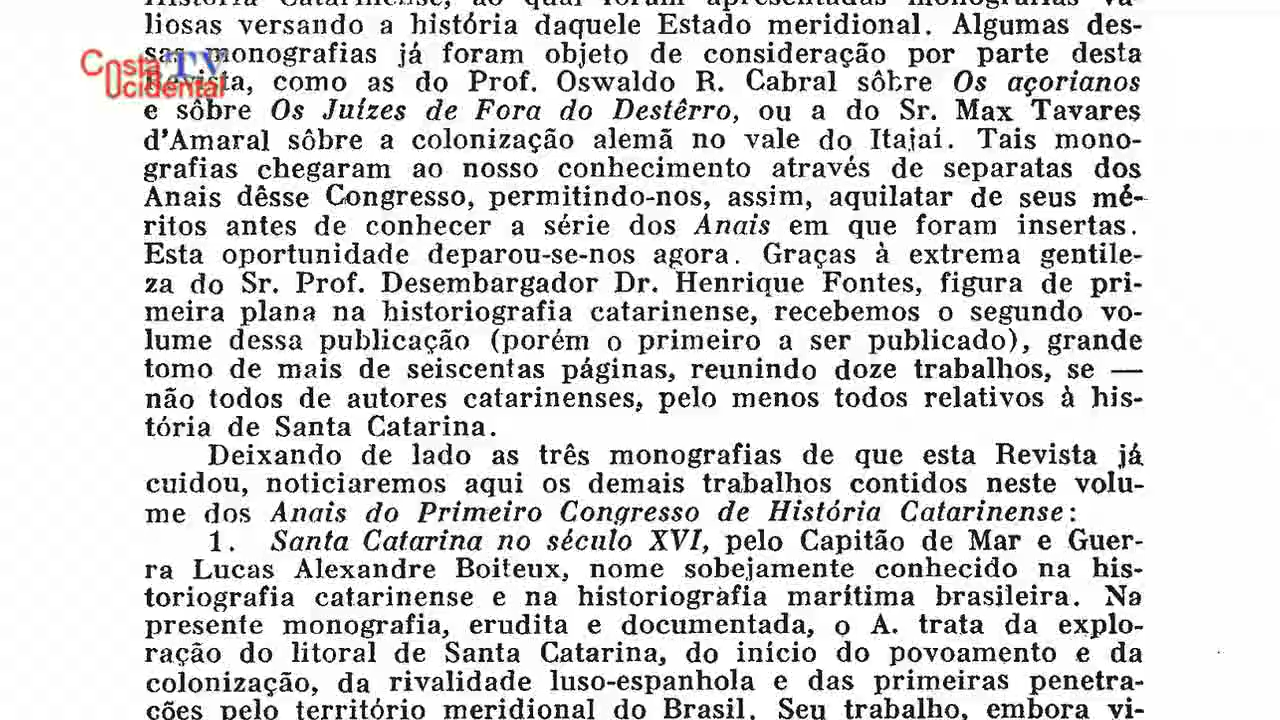 História Catarinense, ao qual foram apresentadas monografias va-
liosas versando a história daquele Estado meridional. Algumas des-
sas monografias já foram objeto de consideração por parte desta
Costa TV
Ocidental
Revista, como as do Prof. Oswaldo R. Cabral sôbre Os açorianos
e sôbre Os Juízes de Fora do Destêrro, ou a do Sr. Max Tavares
d'Amaral sôbre a colonização alemã no vale do Itajaí. Tais mono-
grafias chegaram ao nosso conhecimento através de separatas dos
Anais dêsse Congresso, permitindo-nos, assim, aquilatar de seus mé-
ritos antes de conhecer a série dos Anais em que foram insertas.
Esta oportunidade deparou-se-nos agora. Graças à extrema gentile-
za do Sr. Prof. Desembargador Dr. Henrique Fontes, figura de pri-
meira plana na historiografia catarinense, recebemos o segundo vo-
lume dessa publicação (porém o primeiro a ser publicado), grande
tomo de mais de seiscentas páginas, reunindo doze trabalhos, se —
não todos de autores catarinenses, pelo menos todos relativos à his-
tória de Santa Catarina.
Deixando de lado as três monografias de que esta Revista já
cuidou, noticiaremos aqui os demais trabalhos contidos neste volu-
me dos Anais do Primeiro Congresso de História Catarinense:
1. Santa Catarina no século XVI, pelo Capitão de Mar e Guer-
ra Lucas Alexandre Boiteux, nome sobejamente conhecido na his-
toriografia catarinense e na historiografia marítima brasileira. Na
presente monografia, erudita e documentada, o A. trata da explo-
ração do litoral de Santa Catarina, do início do povoamento e da
colonização, da rivalidade luso-espanhola e das primeiras penetra-
ções pelo território meridional do Brasil. Seu trabalho, embora vi-